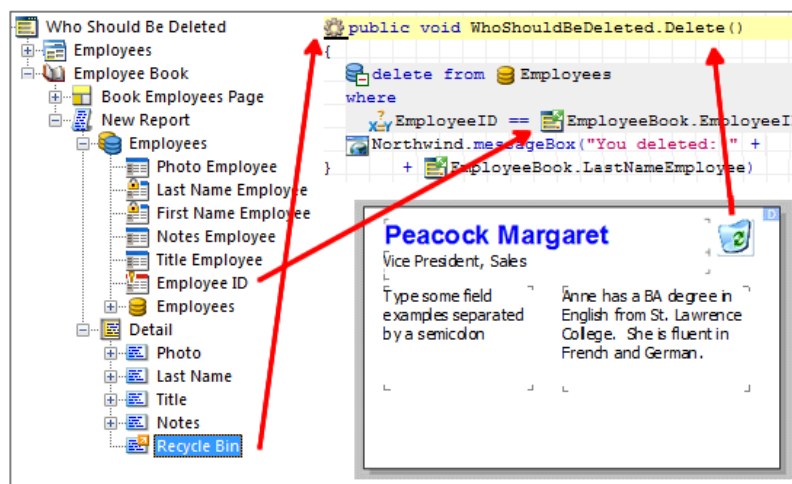 Who Should Be Deleted
Employees
Employee Book
Book Employees Page
New Report
Employees
Photo Employee
Last Name Employee
First Name Employee
Notes Employee
Title Employee
Employee ID
Employees
Detail
Photo
Last Name
Title
Notes
Recycle Bin
public void WhoShouldBeDeleted.Delete()
{
delete from Employees
where
EmployeeID == EmployeeBook.EmployeeI
Northwind.messageBox("You deleted: " +
} + EmployeeBook.LastNameEmployee)
D
Peacock Margaret
Vice President, Sales
Type some field
examples separated
by a semicolon
Anne has a BA degree in
English from St. Lawrence
College. She is fluent in
French and German.